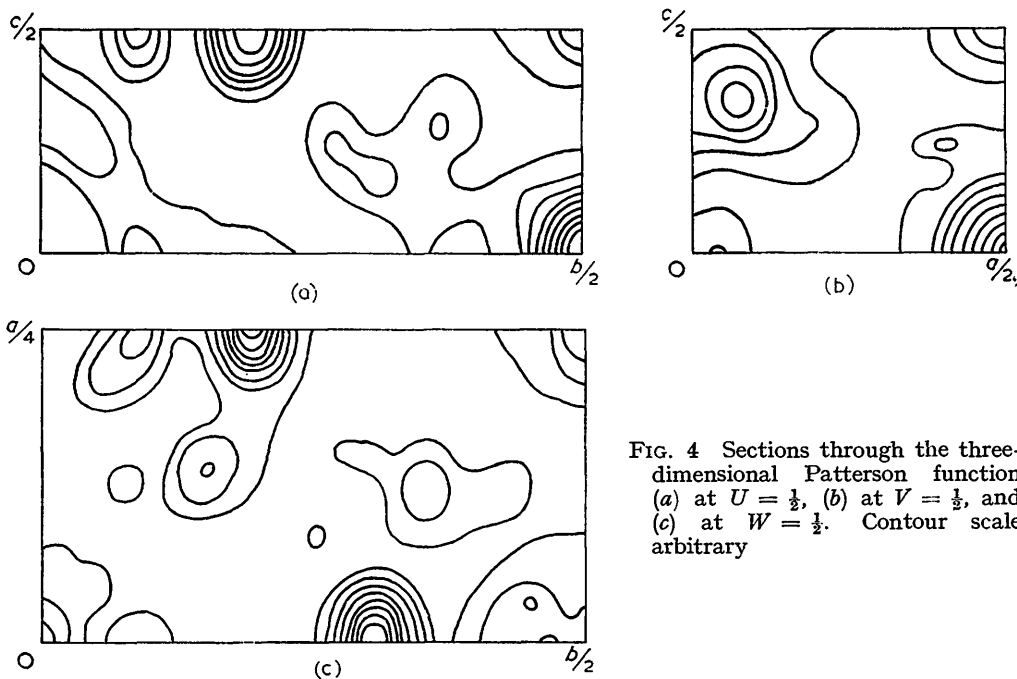 c/2
O
b/2
(a)
c/2
O
a/2,
(b)
a/4
O
b/2
(c)
FIG. 4 Sections through the three-
dimensional Patterson function
(a) at U = ½, (b) at V = ½, and
(c) at W = ½. Contour scale
arbitrary